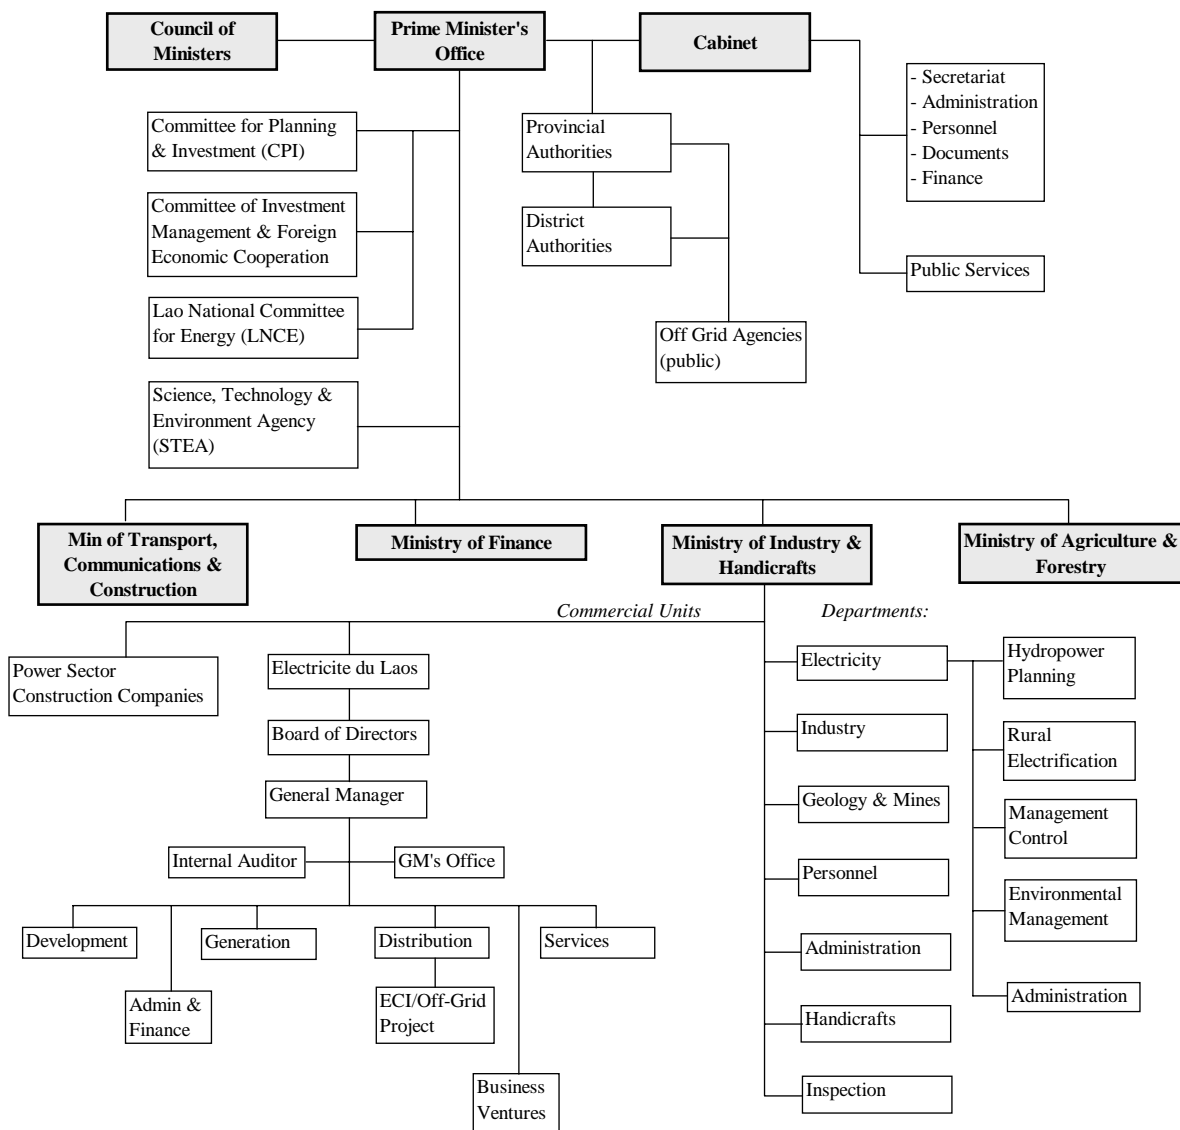 Council of
Ministers
Prime Minister's
Office
Cabinet
- Secretariat
- Administration
- Personnel
- Documents
- Finance
Committee for Planning
& Investment (CPI)
Provincial
Authorities
Committee of Investment
Management & Foreign
Economic Cooperation
District
Authorities
Public Services
Lao National Committee
for Energy (LNCE)
Off Grid Agencies
(public)
Science, Technology &
Environment Agency
(STEA)
Min of Transport,
Communications &
Construction
Ministry of Finance
Ministry of Industry &
Handicrafts
Ministry of Agriculture &
Forestry
Commercial Units
Departments:
Power Sector
Construction Companies
Electricite du Laos
Board of Directors
General Manager
Internal Auditor
GM's Office
Development
Generation
Distribution
Services
Admin &
Finance
ECI/Off-Grid
Project
Business
Ventures
Electricity
Industry
Geology & Mines
Personnel
Administration
Handicrafts
Inspection
Hydropower
Planning
Rural
Electrification
Management
Control
Environmental
Management
Administration